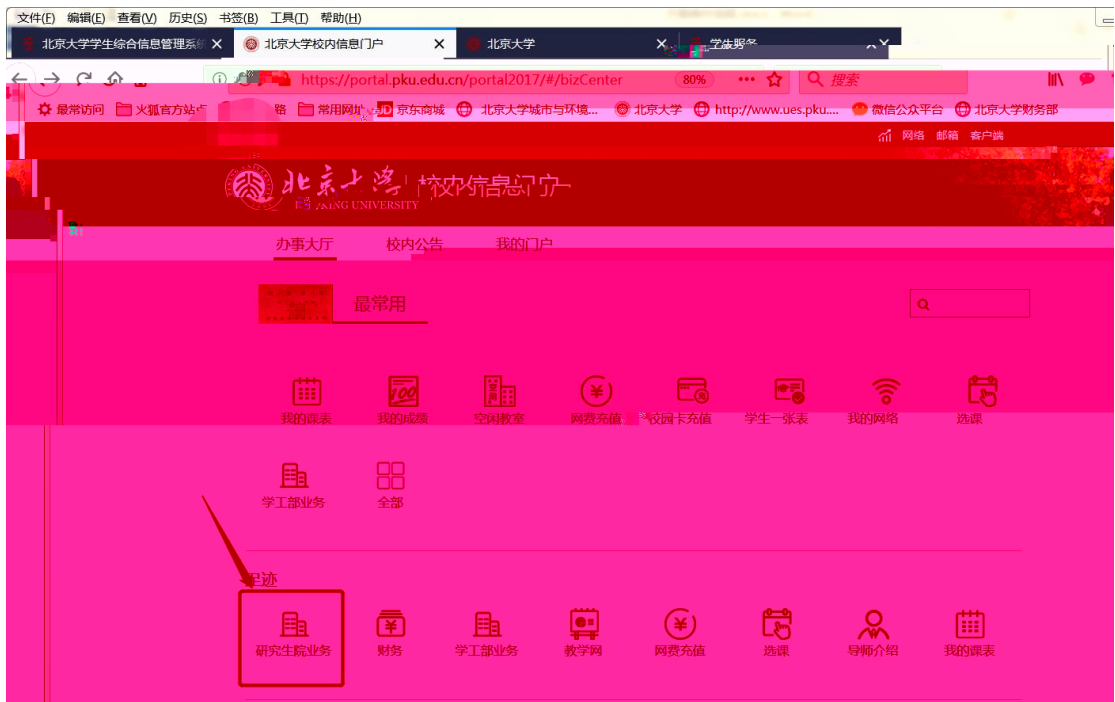 文件(F) 编辑(E) 查看(V) 历史(S) 书签(B) 工具(T) 帮助(H)
北京大学学生综合信息管理系统 北京大学校内信息门户 北京大学
https://portal.pku.edu.cn/portal2017/#/bizCenter 80% 搜索
最常访问 火狐官方站点 常用网址 JD 京东商城 北京大学城市与环境... 北京大学 http://www.ues.pku.... 微信公众平台 北京大学财务部
网络 邮箱 客户端
北京大学 校内信息门户
UNIVERSITY
办事大厅 校内公告 我的门户
最常用
我的课表 我的成绩 空闲教室 网费充值 校园卡充值 学生一张表 我的网络 选课
100
学工部业务 全部
足迹
研究生院业务 财务 学工部业务 教学网 网费充值 选课 导师介绍 我的课表